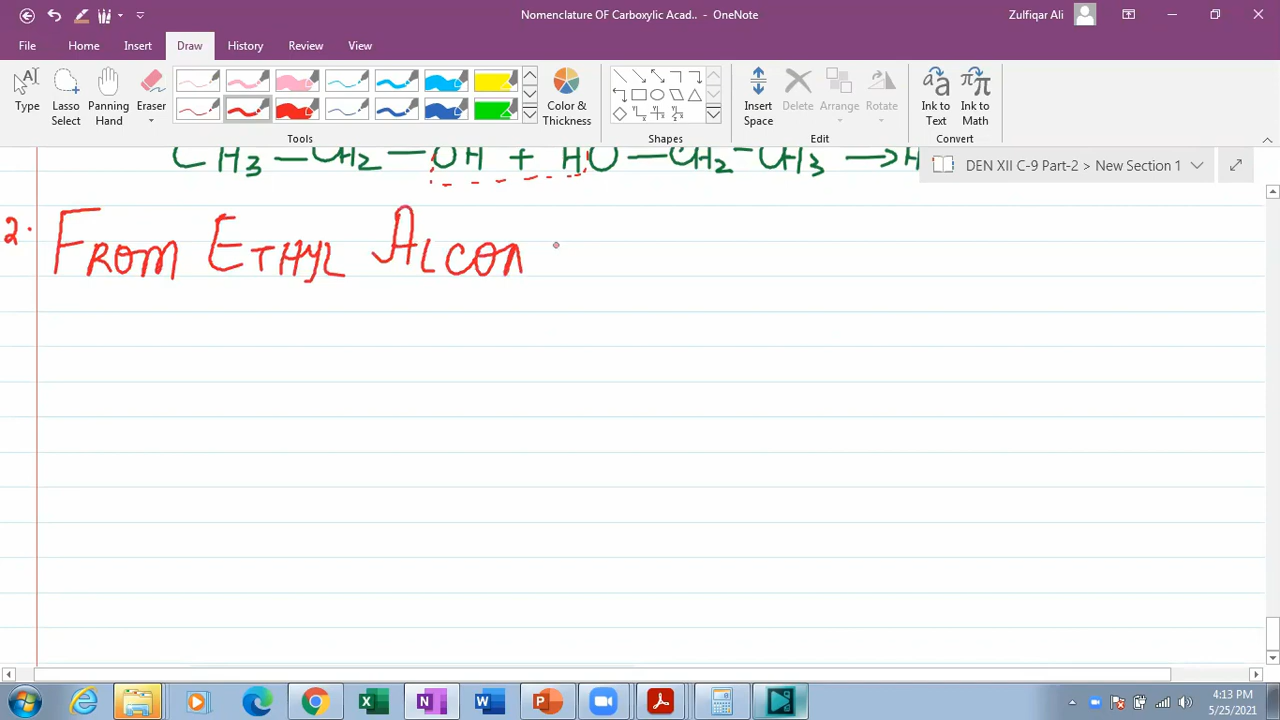 Nomenclature OF Carboxylic Acad.. - OneNote
Zulfiqar Ali
File Home Insert Draw History Review View
Type Lasso Select Panning Hand Eraser
Color & Thickness
Insert Space Delete Arrange Rotate
Ink to Text Ink to Math
Tools Shapes Edit Convert
DEN XII C-9 Part-2 > New Section 1
CH3 — CH2 — OH + HO — CH2 — CH3 → H
2. FROM ETHYL ALCO
4:13 PM
5/25/2021